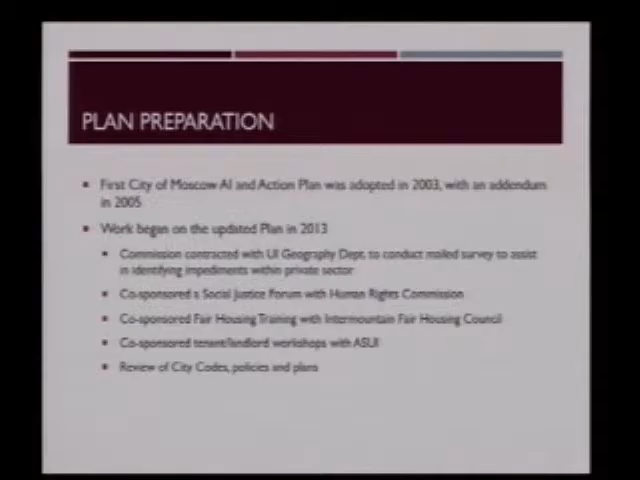 PLAN PREPARATION
First City of Moscow AI and Action Plan was adopted in 2003, with an addendum
in 2005
Work began on the updated Plan in 2013
Commission contracted with UI Geography Dept. to conduct mailed survey to assist
in identifying impediments within private sector
Co-sponsored a Social Justice Forum with Human Rights Commission
Co-sponsored Fair Housing Training with Intermountain Fair Housing Council
Co-sponsored tenant/landlord workshops with ASUI
Review of City Codes, policies and plans